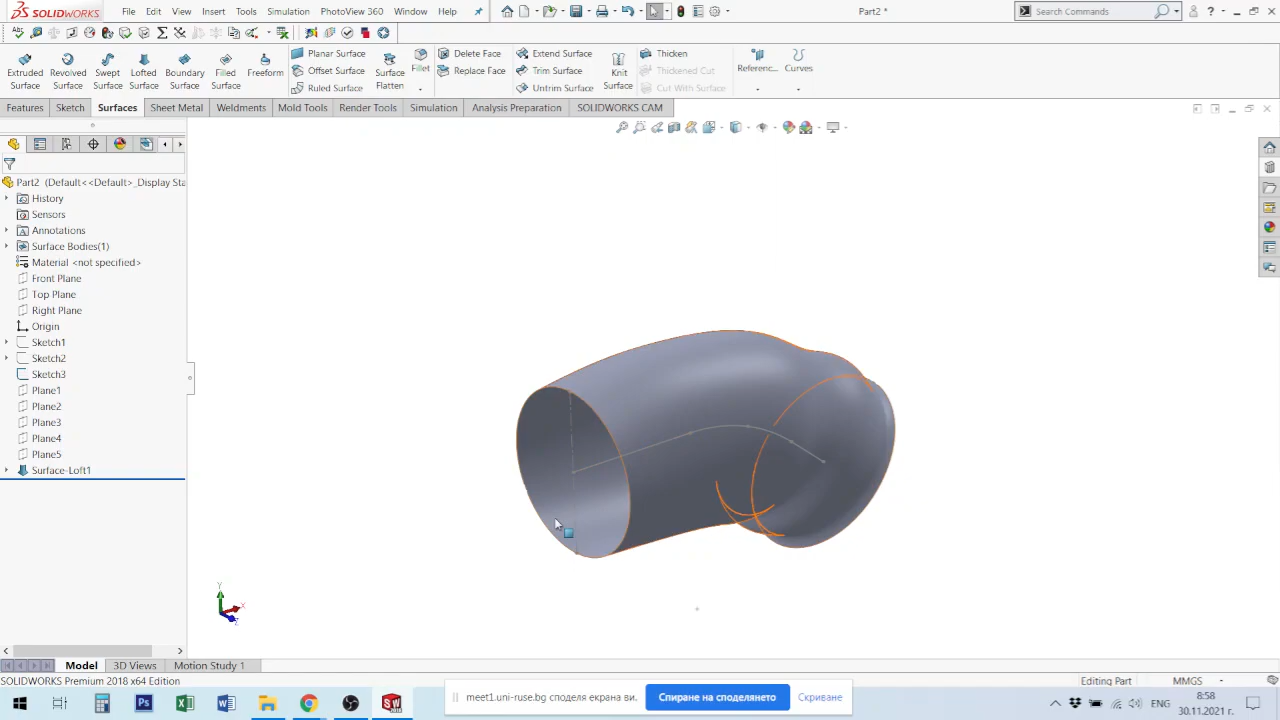 SOLIDWORKS File Edit View Insert Tools Simulation PhotoView 360 Window Help Part2 * Search Commands
Extruded Surface
Revolved Surface
Swept Surface
Lofted Surface
Boundary Surface
Filled Surface
Freeform
Planar Surface
Offset Surface
Ruled Surface
Surface Flatten
Fillet
Delete Face
Replace Face
Extend Surface
Trim Surface
Untrim Surface
Knit Surface
Thicken
Thickened Cut
Cut With Surface
Referenc...
Curves
Features Sketch Surfaces Sheet Metal Weldments Mold Tools Render Tools Simulation Analysis Preparation SOLIDWORKS CAM
Part2 (Default<<Default>_Display Sta
History
Sensors
Annotations
Surface Bodies(1)
Material <not specified>
Front Plane
Top Plane
Right Plane
Origin
Sketch1
Sketch2
Sketch3
Plane1
Plane2
Plane3
Plane4
Plane5
Surface-Loft1
Y
X
Z
Model 3D Views Motion Study 1
SOLIDWORKS Premium 2018 x64 Edition Editing Part MMGS
meet1.uni-ruse.bg споделя екрана ви. Спиране на споделянето Скриване
ENG 8:58
30.11.2021 г.